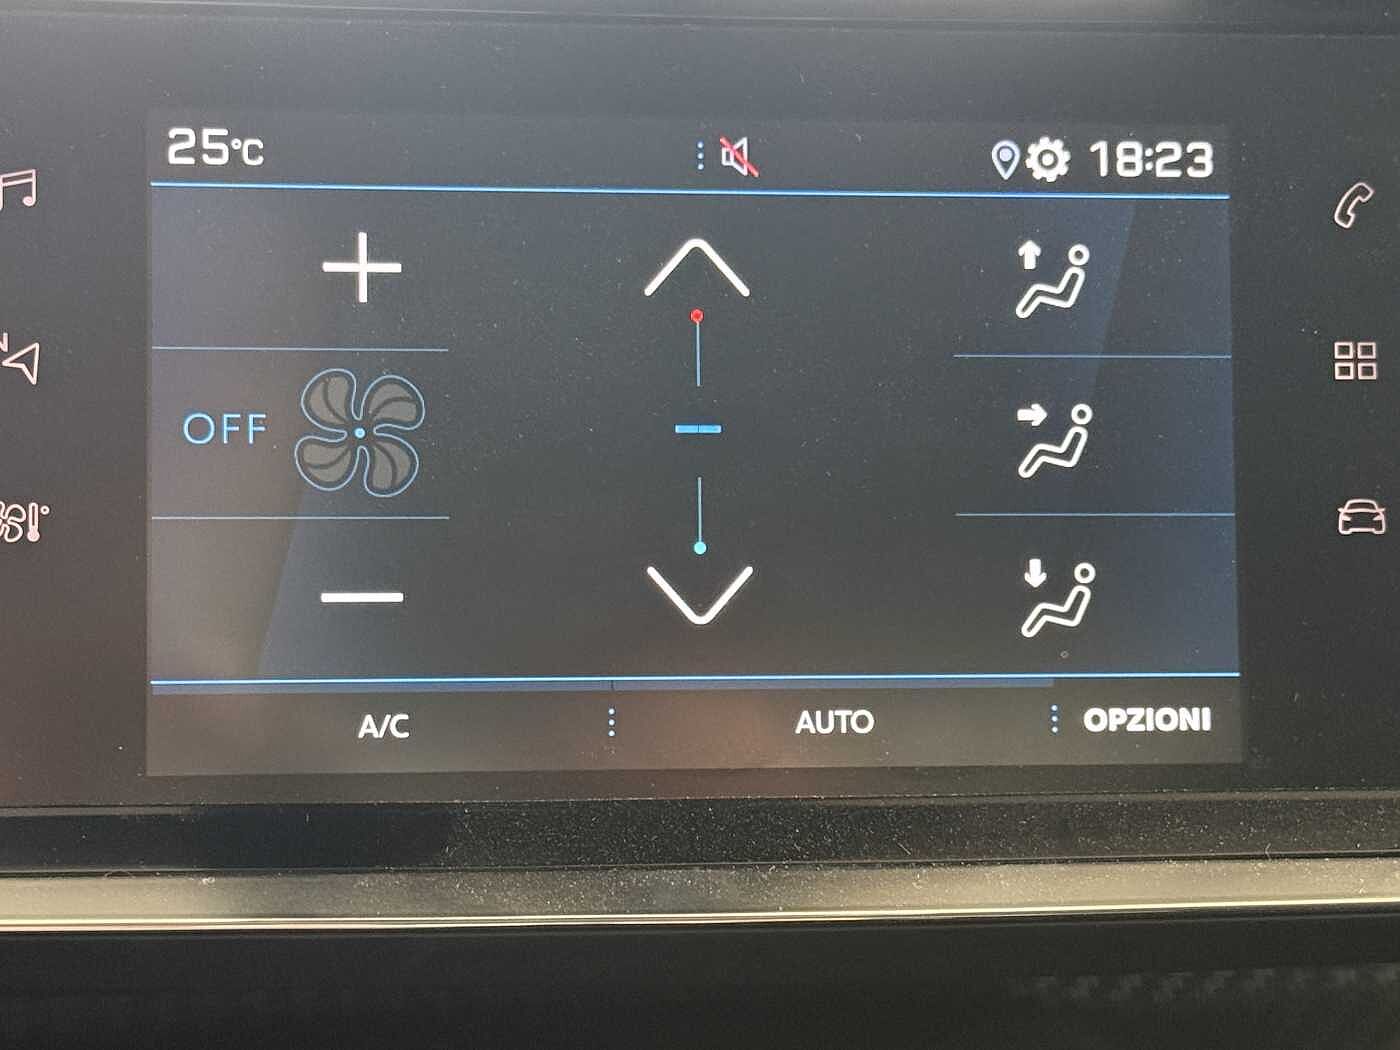 25°C
18:23
OFF
A/C
AUTO
OPZIONI